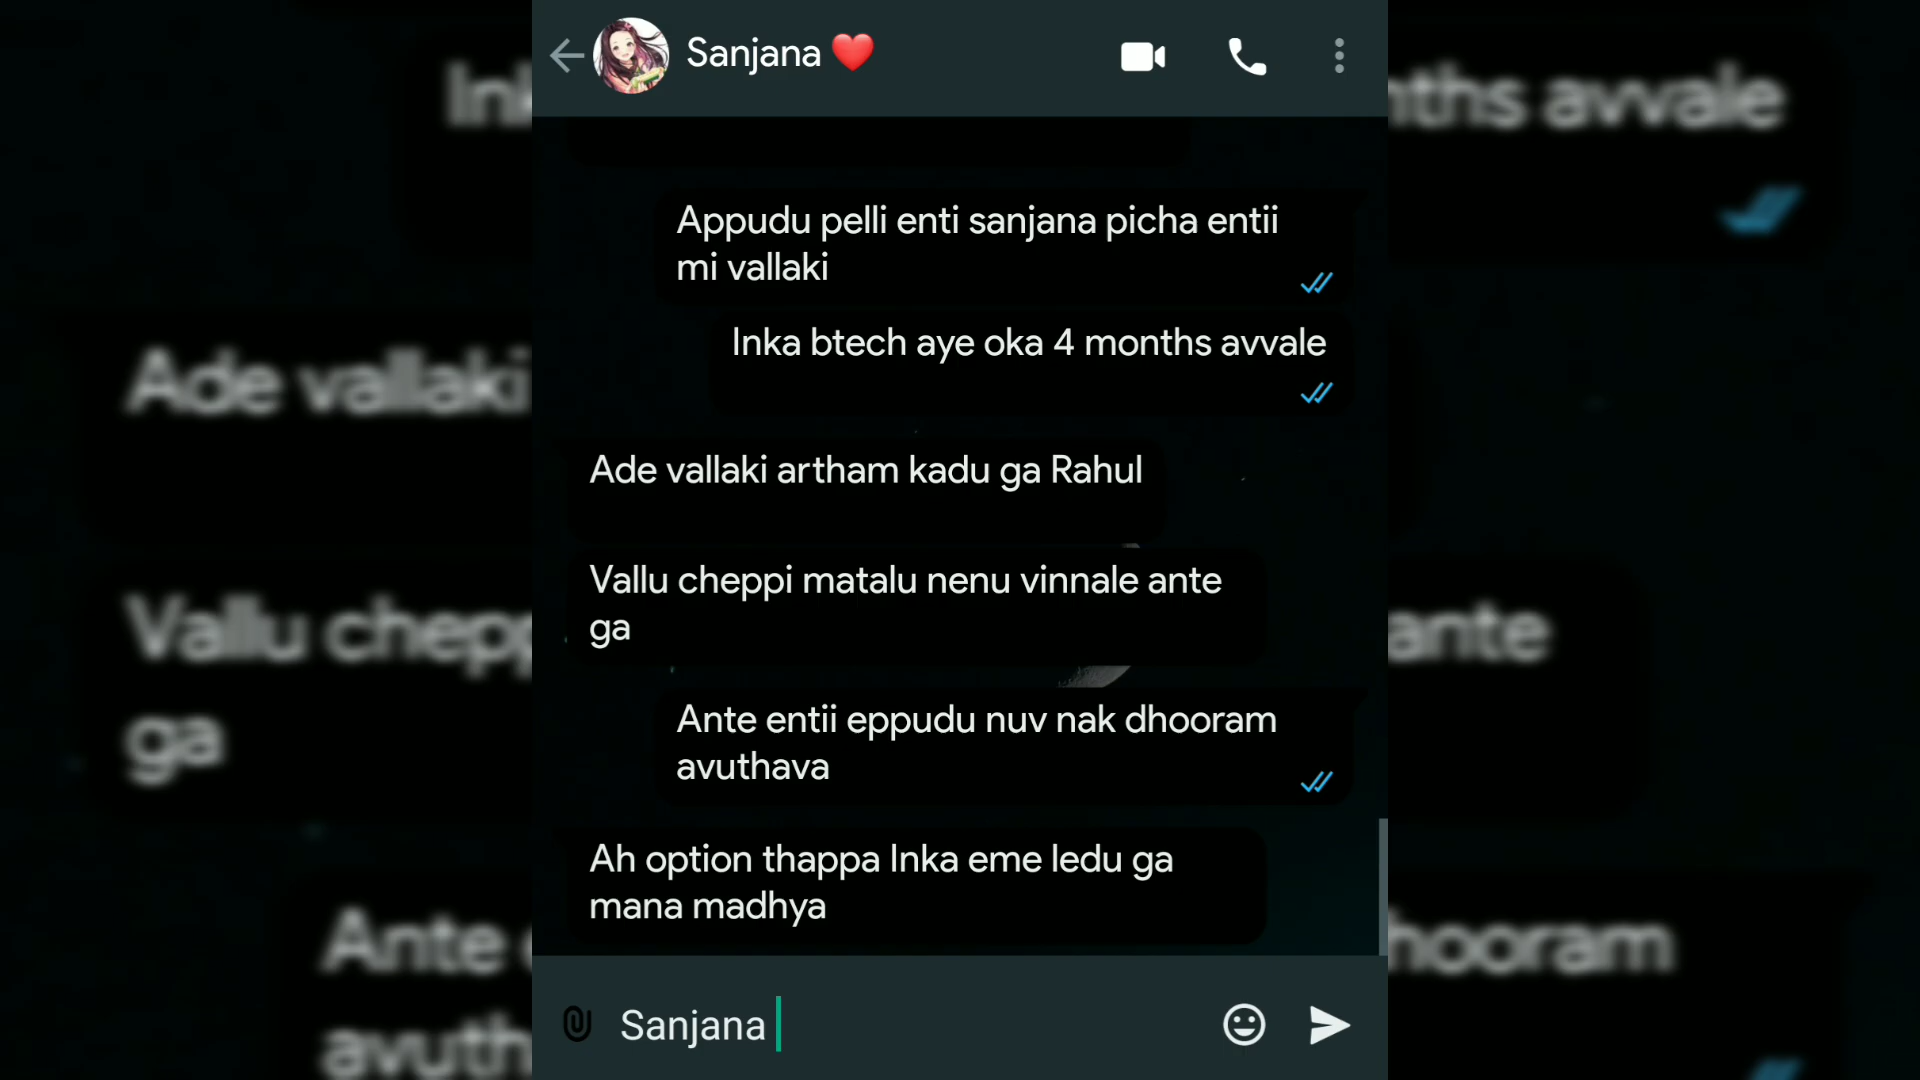 Sanjana ❤️
Appudu pelli enti sanjana picha entii
mi vallaki
Inka btech aye oka 4 months avvale
Ade vallaki artham kadu ga Rahul
Vallu cheppi matalu nenu vinnale ante
ga
Ante entii eppudu nuv nak dhooram
avuthava
Ah option thappa Inka eme ledu ga
mana madhya
Sanjana